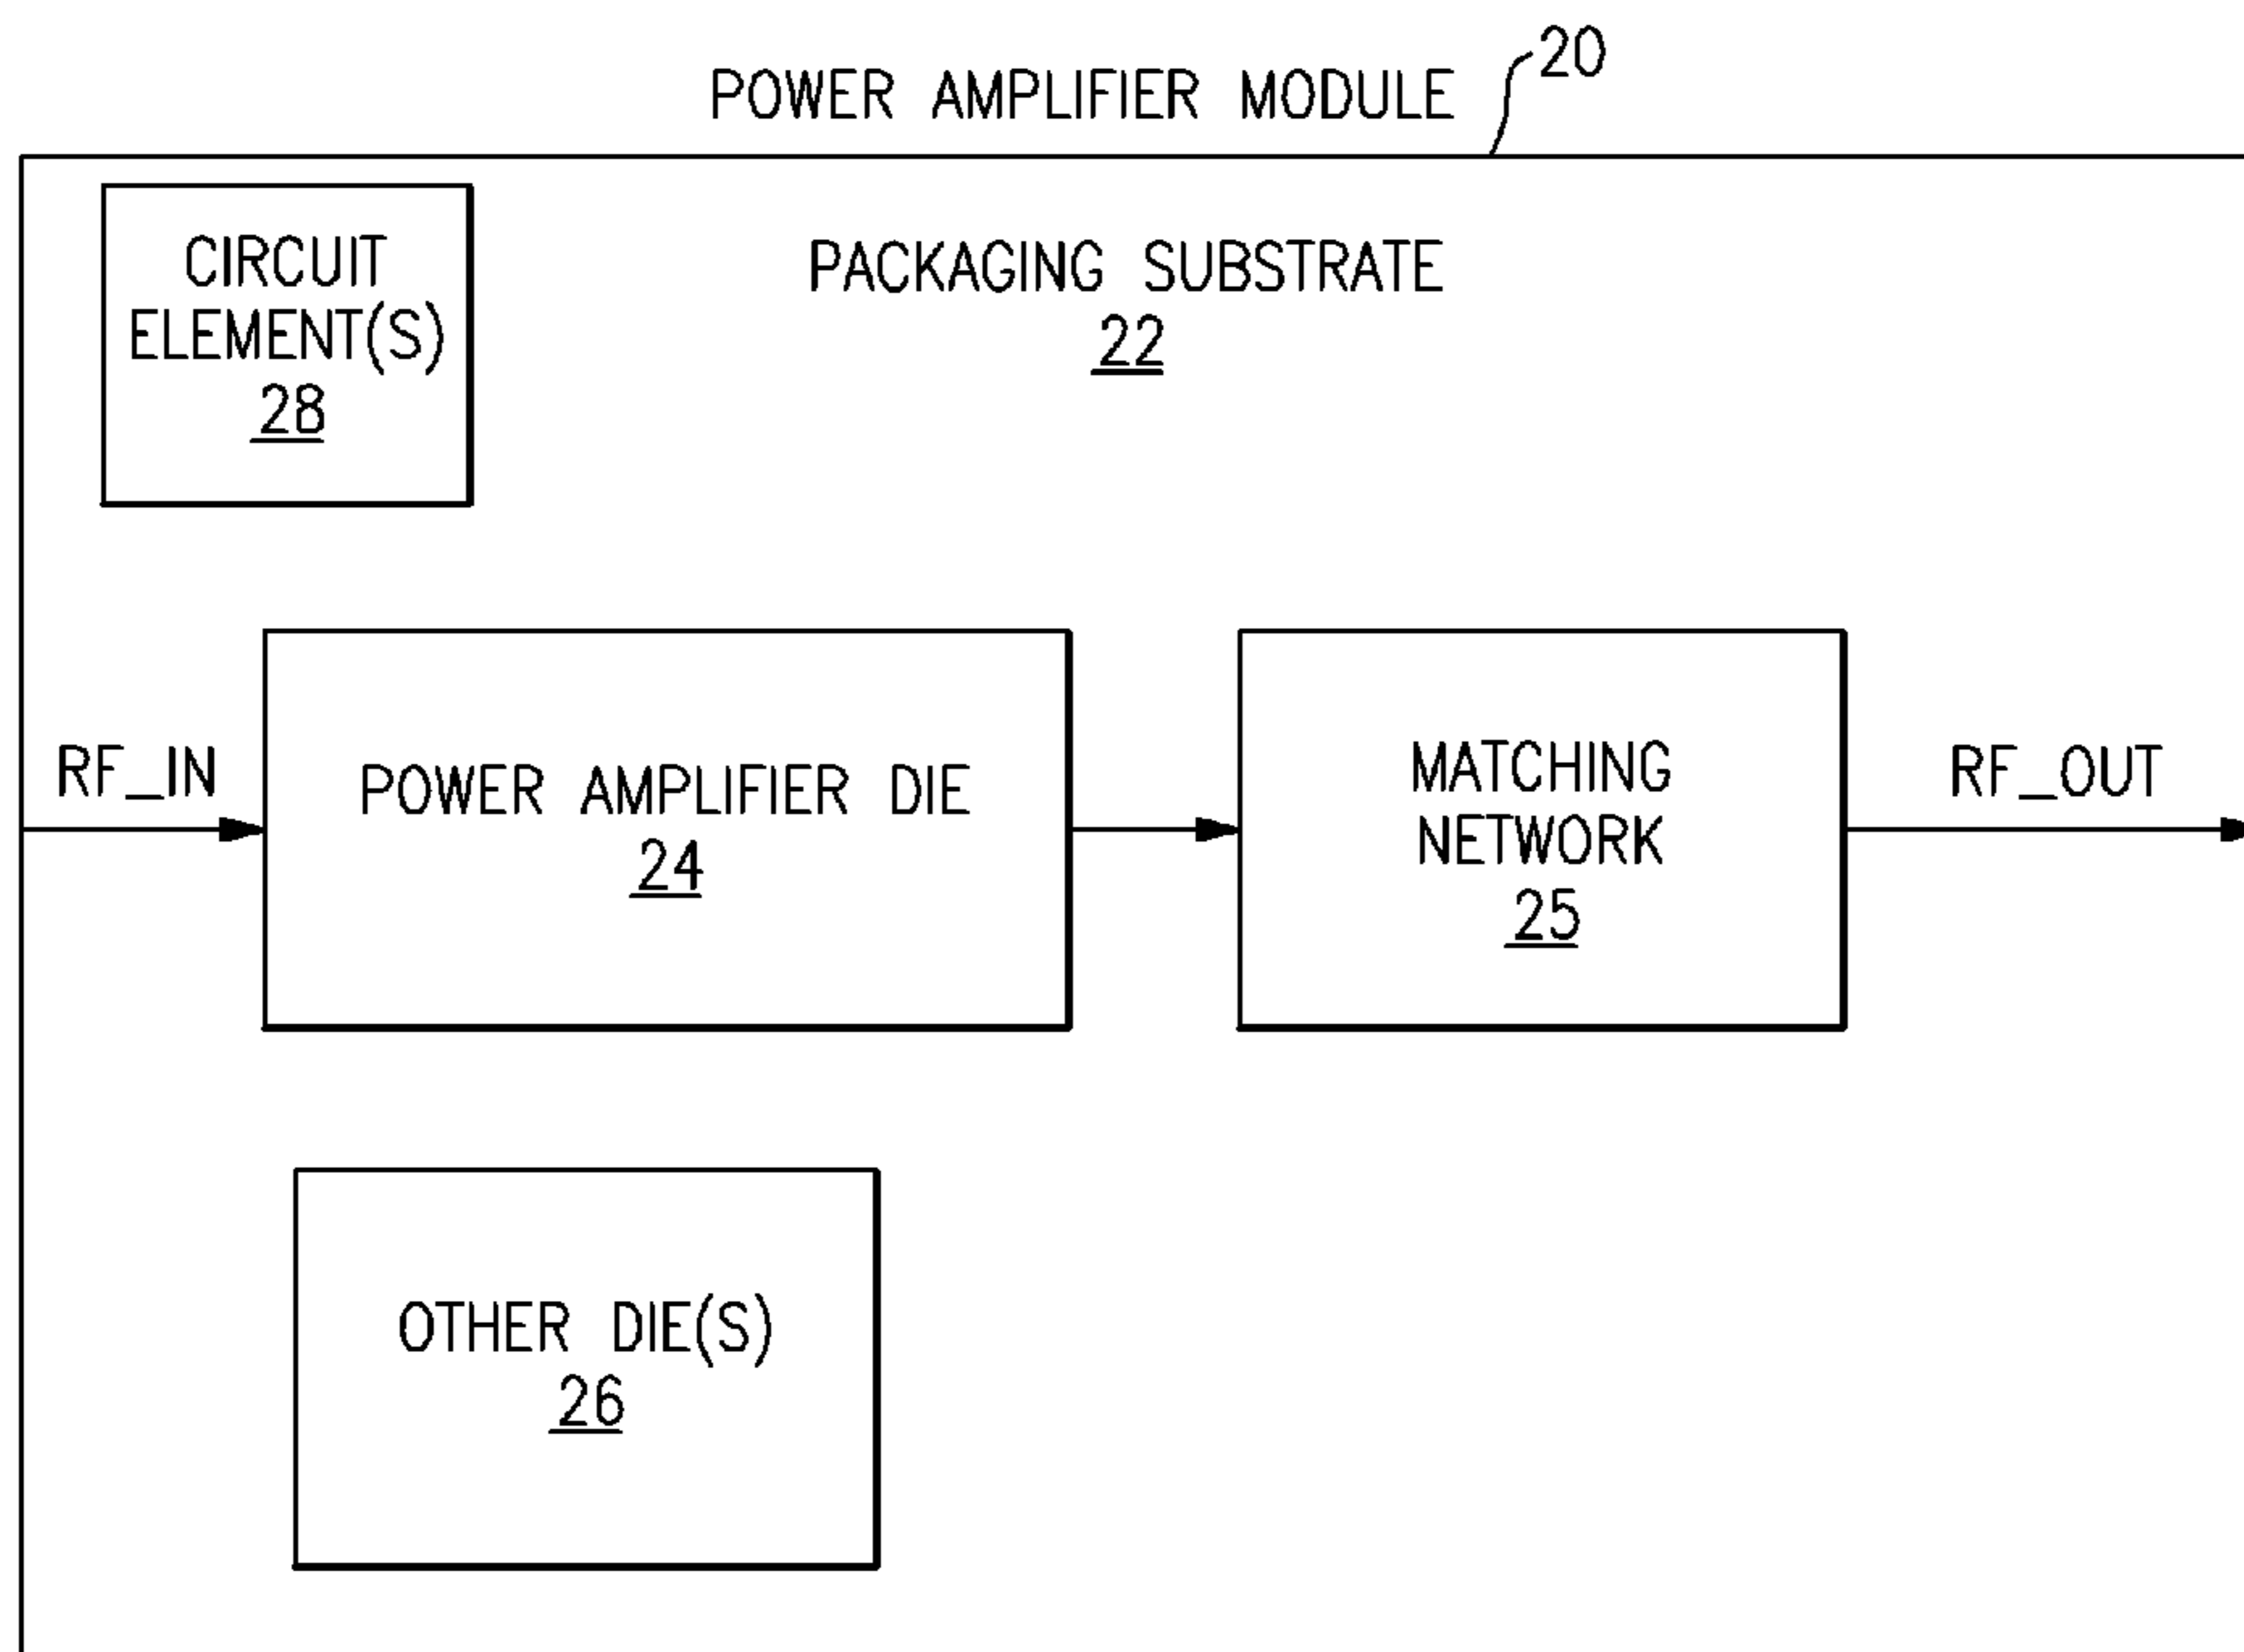 POWER AMPLIFIER MODULE
20
CIRCUIT
ELEMENT(S)
28
PACKAGING SUBSTRATE
22
RF_IN
POWER AMPLIFIER DIE
24
MATCHING
NETWORK
25
RF_OUT
OTHER DIE(S)
26